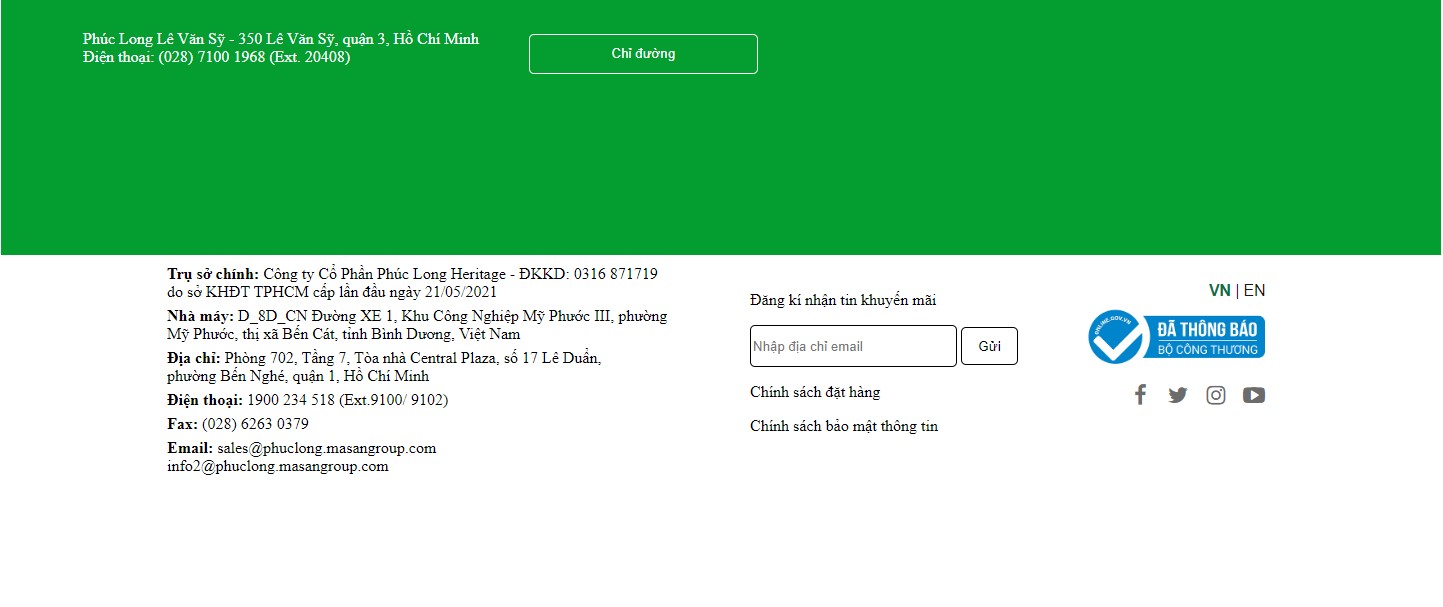 Phúc Long Lê Văn Sỹ - 350 Lê Văn Sỹ, quận 3, Hồ Chí Minh
Điện thoại: (028) 7100 1968 (Ext. 20408)
Chỉ đường
Trụ sở chính: Công ty Cổ Phần Phúc Long Heritage - ĐKKD: 0316 871719
do sở KHĐT TPHCM cấp lần đầu ngày 21/05/2021
Nhà máy: D_8D_CN Đường XE 1, Khu Công Nghiệp Mỹ Phước III, phường
Mỹ Phước, thị xã Bến Cát, tỉnh Bình Dương, Việt Nam
Địa chỉ: Phòng 702, Tầng 7, Tòa nhà Central Plaza, số 17 Lê Duẩn,
phường Bến Nghé, quận 1, Hồ Chí Minh
Điện thoại: 1900 234 518 (Ext.9100/ 9102)
Fax: (028) 6263 0379
Email: sales@phuclong.masangroup.com
info2@phuclong.masangroup.com
Đăng kí nhận tin khuyến mãi
Nhập địa chỉ email
Gửi
Chính sách đặt hàng
Chính sách bảo mật thông tin
VN | EN
ONLINE.GOV.VN
ĐÃ THÔNG BÁO
BỘ CÔNG THƯƠNG